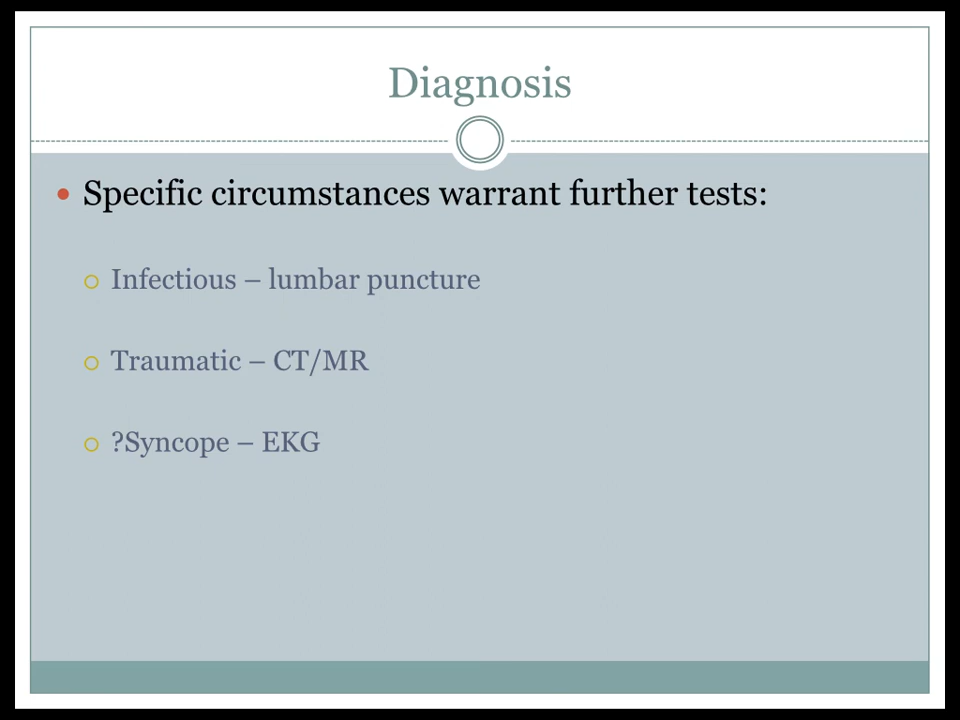 Diagnosis
Specific circumstances warrant further tests:
Infectious – lumbar puncture
Traumatic – CT/MR
?Syncope – EKG